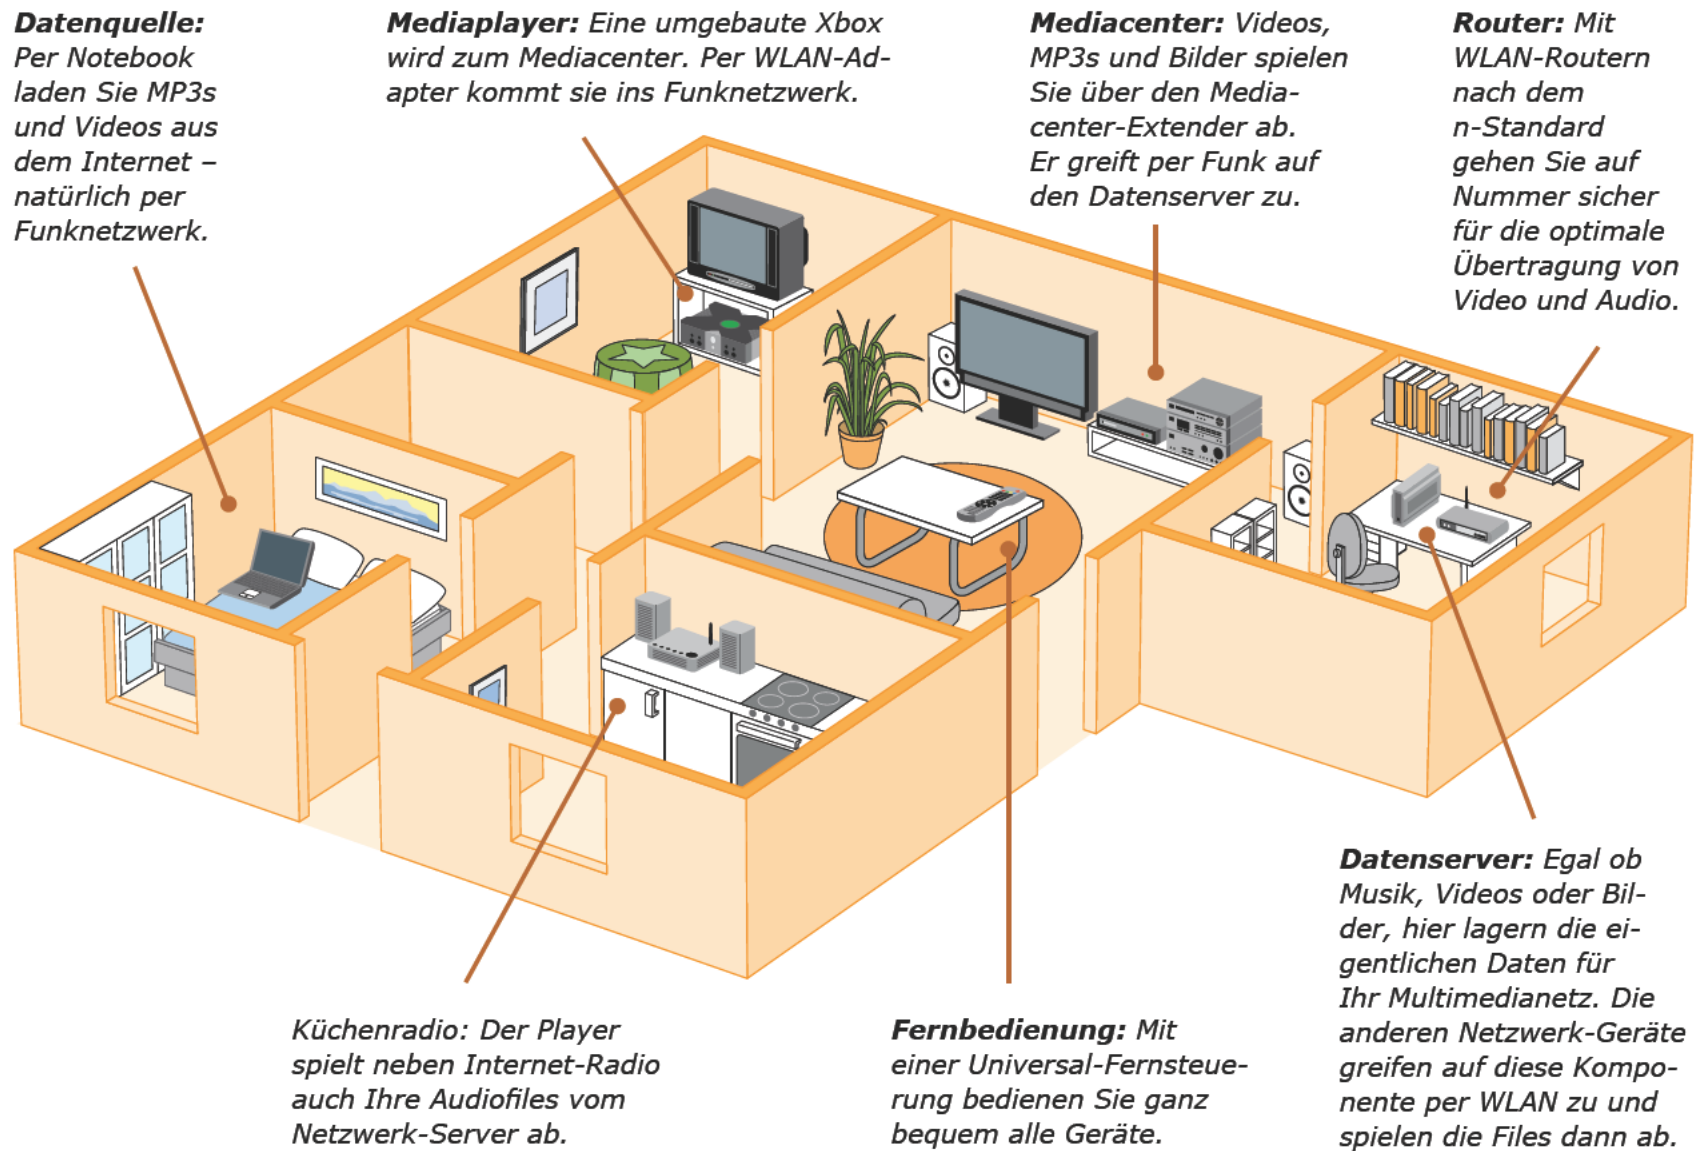 Datenquelle:
Per Notebook
laden Sie MP3s
und Videos aus
dem Internet –
natürlich per
Funknetzwerk.
Mediaplayer: Eine umgebaute Xbox
wird zum Mediacenter. Per WLAN-Ad-
apter kommt sie ins Funknetzwerk.
Mediacenter: Videos,
MP3s und Bilder spielen
Sie über den Media-
center-Extender ab.
Er greift per Funk auf
den Datenserver zu.
Router: Mit
WLAN-Routern
nach dem
n-Standard
gehen Sie auf
Nummer sicher
für die optimale
Übertragung von
Video und Audio.
Küchenradio: Der Player
spielt neben Internet-Radio
auch Ihre Audiofiles vom
Netzwerk-Server ab.
Fernbedienung: Mit
einer Universal-Fernsteue-
rung bedienen Sie ganz
bequem alle Geräte.
Datenserver: Egal ob
Musik, Videos oder Bil-
der, hier lagern die ei-
gentlichen Daten für
Ihr Multimedianetz. Die
anderen Netzwerk-Geräte
greifen auf diese Kompo-
nente per WLAN zu und
spielen die Files dann ab.